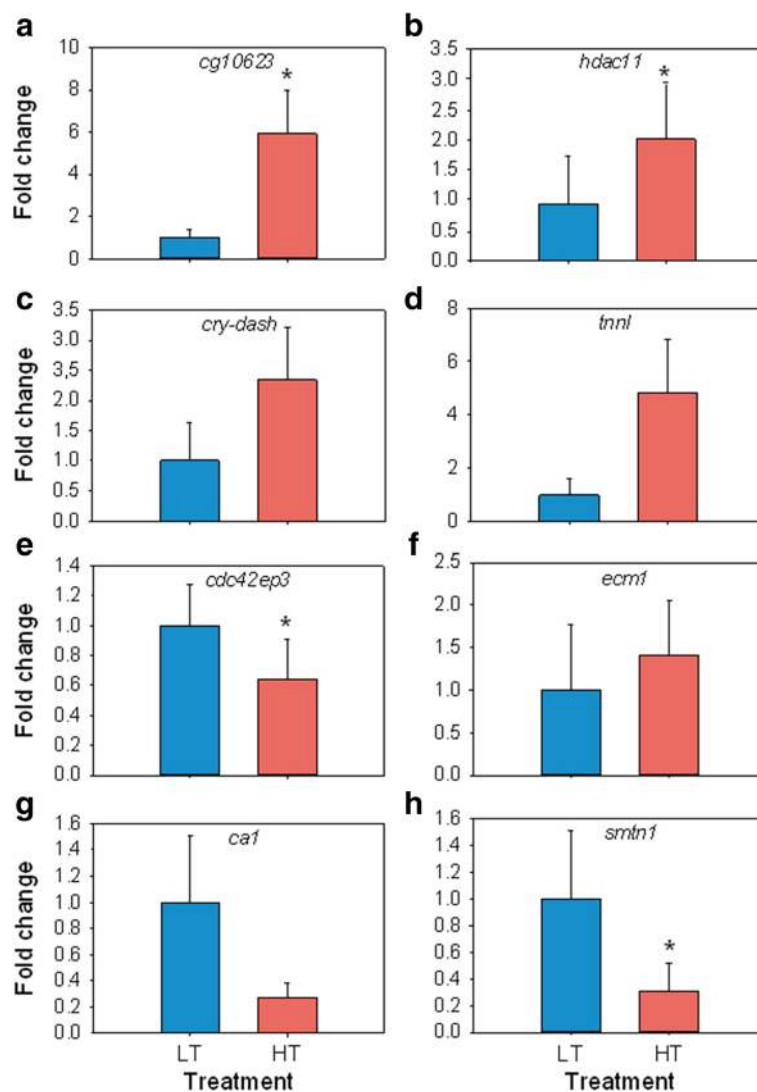 a
Fold change
10
8
6
4
2
0
cg10623
*
b
3.5
3.0
2.5
2.0
1.5
1.0
0.5
0.0
hdac11
*
c
Fold change
3.5
3.0
3,5
2.0
1.5
1.0
0.5
0.0
cry-dash
d
8
6
4
2
0
tnnl
e
Fold change
1.4
1.2
1.0
0.8
0.6
0.4
0.2
0.0
cdc42ep3
*
f
2.5
2.0
1.5
1.0
0.5
0.0
ecm1
g
Fold change
1.6
1.4
1.2
1.0
0.8
0.6
0.4
0.2
0.0
ca1
LT HT
Treatment
h
1.6
1.4
1.2
1.0
0.8
0.6
0.4
0.2
0.0
smtn1
*
LT HT
Treatment